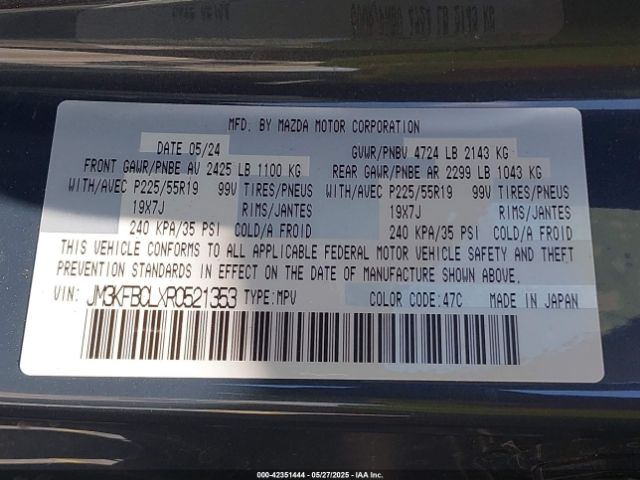 MFD. BY MAZDA MOTOR CORPORATION
DATE 05/24 GVWR/PNBV 4724 LB 2143 KG
FRONT GAWR/PNBE AV 2425 LB 1100 KG REAR GAWR/PNBE AR 2299 LB 1043 KG
WITH/AVEC P225/55R19 99V TIRES/PNEUS WITH/AVEC P225/55R19 99V TIRES/PNEUS
19X7J RIMS/JANTES 19X7J RIMS/JANTES
240 KPA/35 PSI COLD/A FROID 240 KPA/35 PSI COLD/A FROID
THIS VEHICLE CONFORMS TO ALL APPLICABLE FEDERAL MOTOR VEHICLE SAFETY AND THEFT
PREVENTION STANDARDS IN EFFECT ON THE DATE OF MANUFACTURE SHOWN ABOVE.
VIN: JM3KFBCLXR0521353 TYPE:MPV COLOR CODE:47C MADE IN JAPAN
000-42351444 - 05/27/2025 - IAA Inc.